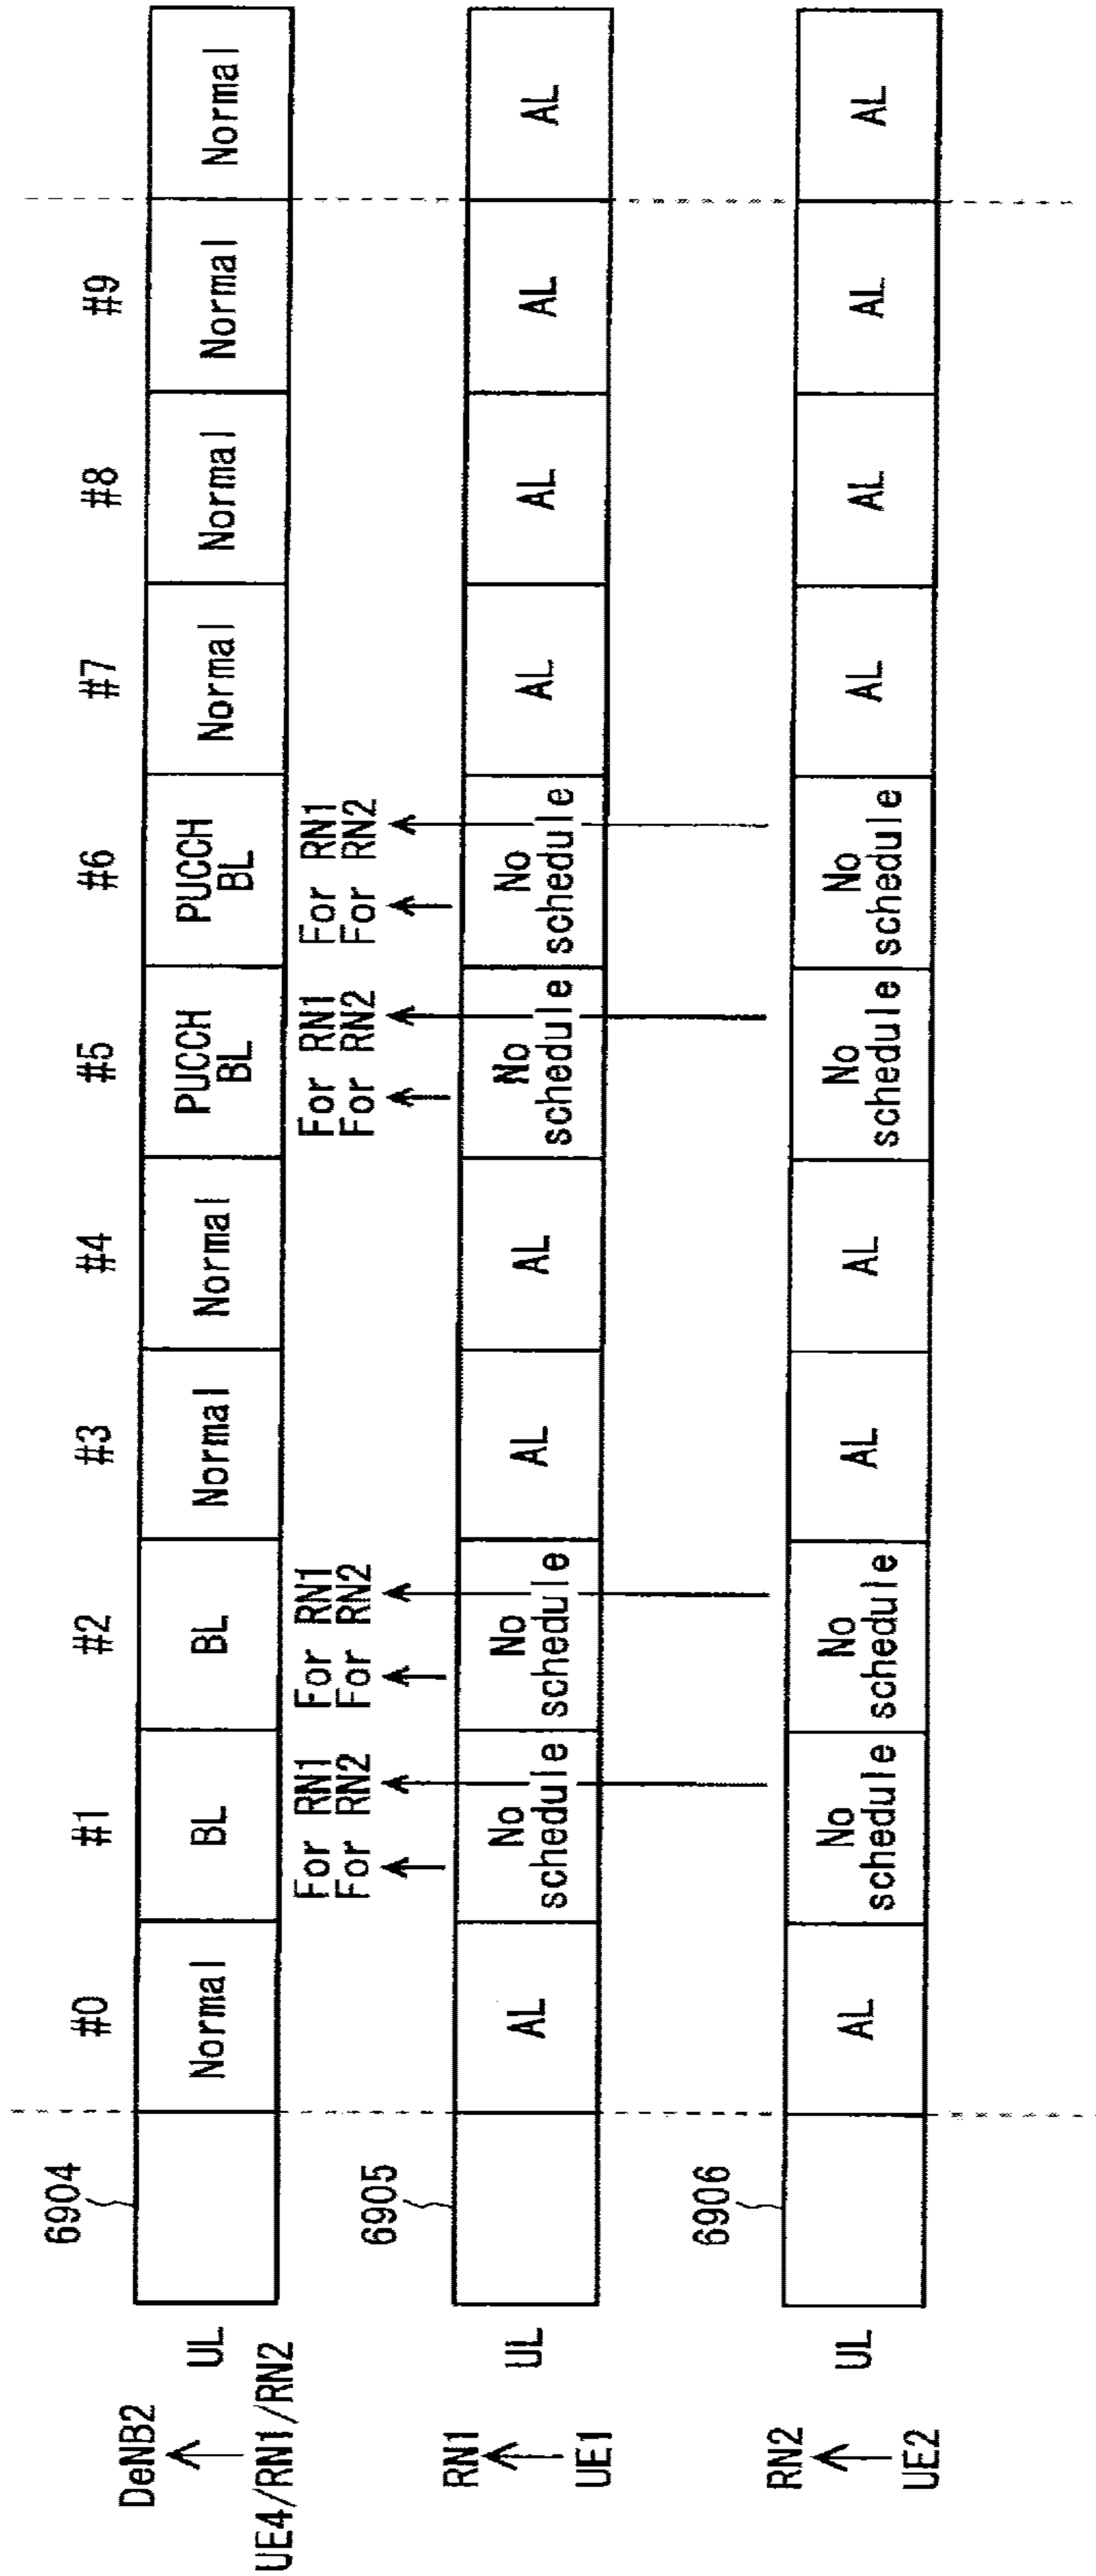 #0
#1
#2
#3
#4
#5
#6
#7
#8
#9
6904
DeNB2
UL
UE4/RN1/RN2
Normal
BL
BL
Normal
Normal
PUCCH
BL
PUCCH
BL
Normal
Normal
Normal
Normal
For RN1
For RN2
For RN1
For RN2
For RN1
For RN2
For RN1
For RN2
6905
RN1
UL
UE1
AL
No
schedule
No
schedule
AL
AL
No
schedule
No
schedule
AL
AL
AL
AL
6906
RN2
UL
UE2
AL
No
schedule
No
schedule
AL
AL
No
schedule
No
schedule
AL
AL
AL
AL